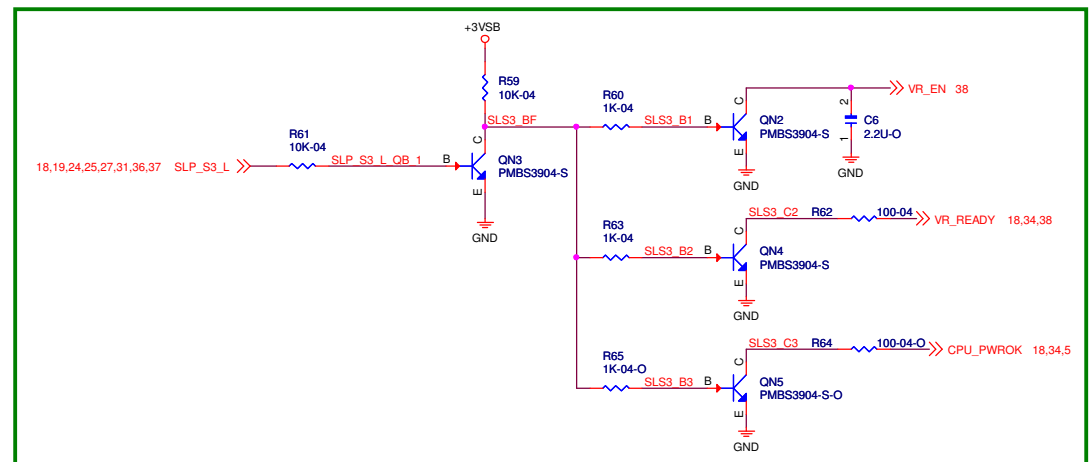 +3VSB
R59
10K-04
R60
1K-04
SLS3_BF
SLS3_B1
B
C
E
QN2
PMBS3904-S
GND
VR_EN 38
2
1
C6
2.2U-O
GND
18,19,24,25,27,31,36,37 SLP_S3_L
R61
10K-04
SLP_S3_L_QB_1
B
C
E
QN3
PMBS3904-S
GND
R63
1K-04
SLS3_B2
B
C
E
QN4
PMBS3904-S
GND
SLS3_C2
R62
100-04
VR_READY 18,34,38
R65
1K-04-O
SLS3_B3
B
C
E
QN5
PMBS3904-S-O
GND
SLS3_C3
R64
100-04-O
CPU_PWROK 18,34,5